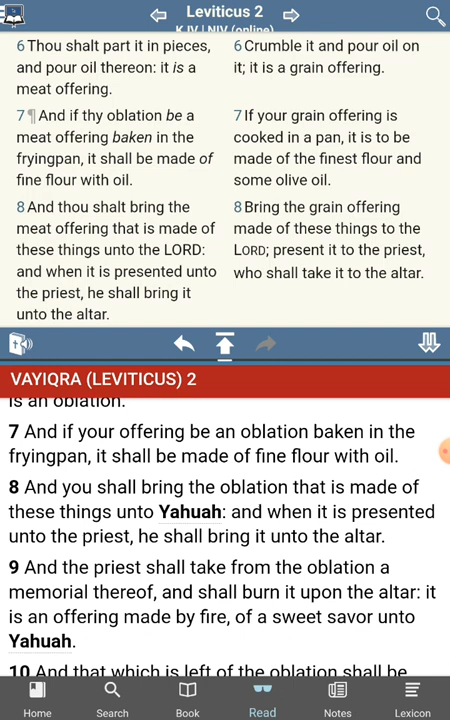 Leviticus 2
KJV | NIV (online)
6 Thou shalt part it in pieces,
and pour oil thereon: it is a
meat offering.
7 ¶ And if thy oblation be a
meat offering baken in the
fryingpan, it shall be made of
fine flour with oil.
8 And thou shalt bring the
meat offering that is made of
these things unto the LORD:
and when it is presented unto
the priest, he shall bring it
unto the altar.
6 Crumble it and pour oil on
it; it is a grain offering.
7 If your grain offering is
cooked in a pan, it is to be
made of the finest flour and
some olive oil.
8 Bring the grain offering
made of these things to the
LORD; present it to the priest,
who shall take it to the altar.
VAYIQRA (LEVITICUS) 2
is an oblation.
7 And if your offering be an oblation baken in the
fryingpan, it shall be made of fine flour with oil.
8 And you shall bring the oblation that is made of
these things unto Yahuah: and when it is presented
unto the priest, he shall bring it unto the altar.
9 And the priest shall take from the oblation a
memorial thereof, and shall burn it upon the altar: it
is an offering made by fire, of a sweet savor unto
Yahuah.
10 And that which is left of the oblation shall be
Home
Search
Book
Read
Notes
Lexicon